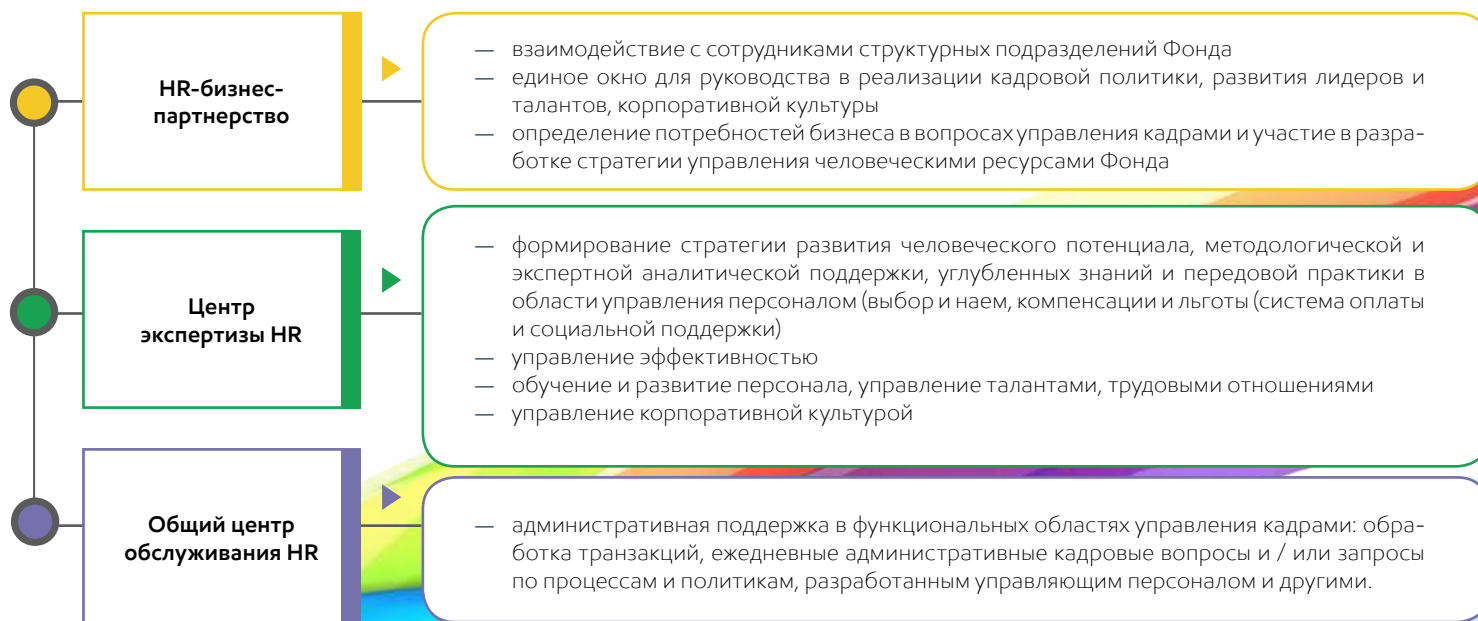 HR-бизнес-
партнерство
— взаимодействие с сотрудниками структурных подразделений Фонда
— единое окно для руководства в реализации кадровой политики, развития лидеров и
талантов, корпоративной культуры
— определение потребностей бизнеса в вопросах управления кадрами и участие в разра-
ботке стратегии управления человеческими ресурсами Фонда
Центр
экспертизы HR
— формирование стратегии развития человеческого потенциала, методологической и
экспертной аналитической поддержки, углубленных знаний и передовой практики в
области управления персоналом (выбор и наем, компенсации и льготы (система оплаты
и социальной поддержки)
— управление эффективностью
— обучение и развитие персонала, управление талантами, трудовыми отношениями
— управление корпоративной культурой
Общий центр
обслуживания HR
— административная поддержка в функциональных областях управления кадрами: обра-
ботка транзакций, ежедневные административные кадровые вопросы и / или запросы
по процессам и политикам, разработанным управляющим персоналом и другими.